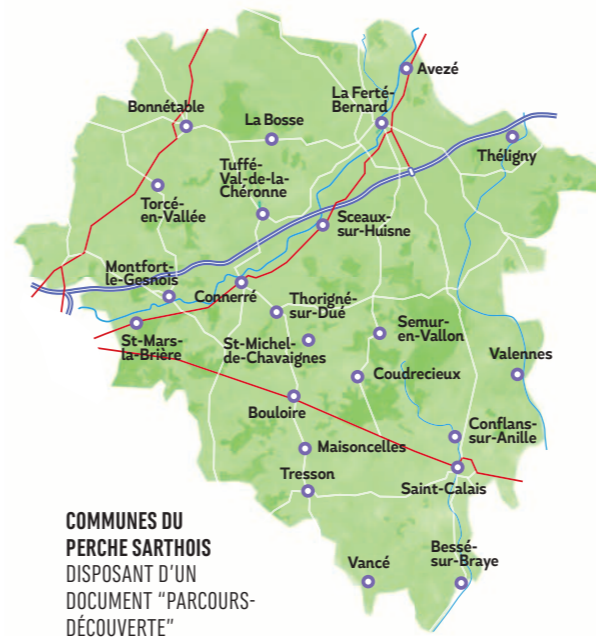 Avezé
La Ferté-
Bernard
Bonnétable
La Bosse
Théligny
Tuffé-
Val-de-la-
Chéronne
Torcé-
en-Vallée
Sceaux-
sur-Huisne
Montfort-
le-Gesnois
Connerré
Thorigné-
sur-Dué
Semur-
en-Vallon
St-Mars-
la-Brière
St-Michel-
de-Chavaignes
Valennes
Coudrecieux
Bouloire
Conflans-
sur-Anille
Maisoncelles
Saint-Calais
Tresson
COMMUNES DU
PERCHE SARTHOIS
DISPOSANT D'UN
DOCUMENT “PARCOURS-
DÉCOUVERTE”
Vancé
Bessé-
sur-Braye